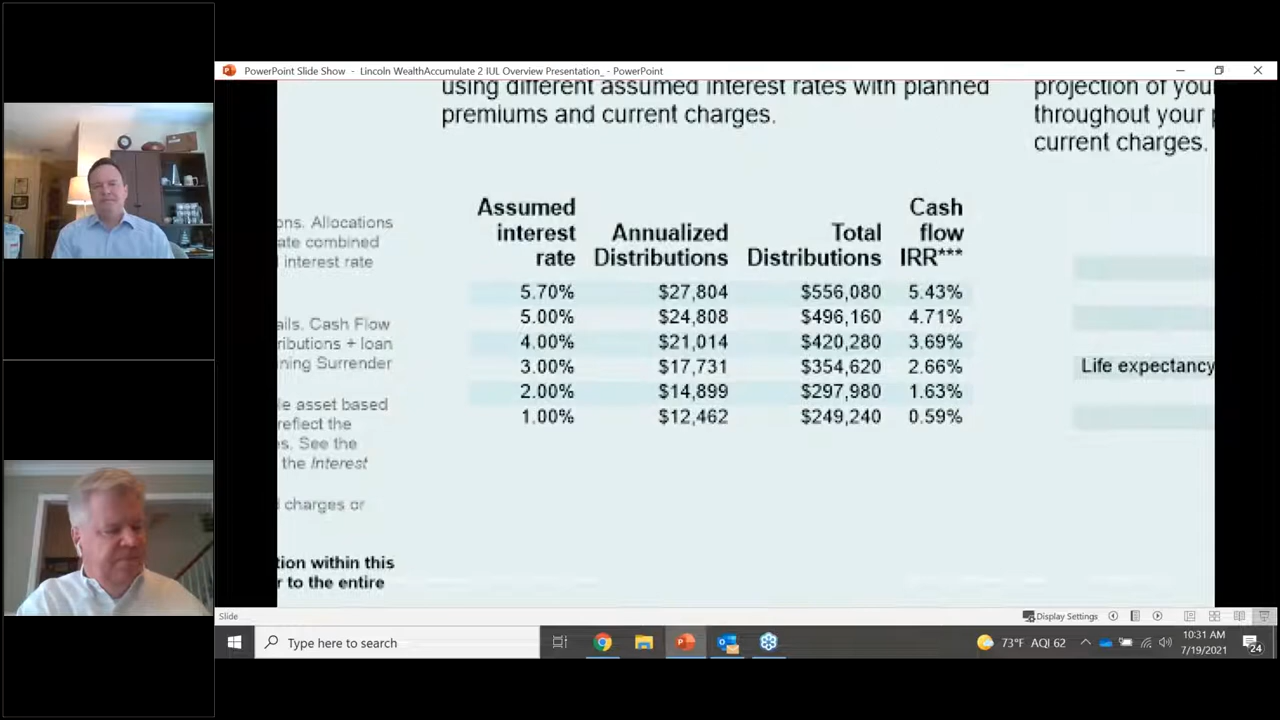 PowerPoint Slide Show - Lincoln WealthAccumulate 2 IUL Overview Presentation_ - PowerPoint
using different assumed interest rates with planned
premiums and current charges.
projection of your
throughout your
current charges.
ons. Allocations
ate combined
interest rate
ails. Cash Flow
ributions + loan
ning Surrender
le asset based
reflect the
s. See the
the Interest
charges or
tion within this
r to the entire
Assumed interest rate Annualized Distributions Total Distributions Cash flow IRR***
5.70% $27,804 $556,080 5.43%
5.00% $24,808 $496,160 4.71%
4.00% $21,014 $420,280 3.69%
3.00% $17,731 $354,620 2.66%
2.00% $14,899 $297,980 1.63%
1.00% $12,462 $249,240 0.59%
Life expectancy
Slide
Display Settings
Type here to search
73°F AQI 62
10:31 AM
7/19/2021
24